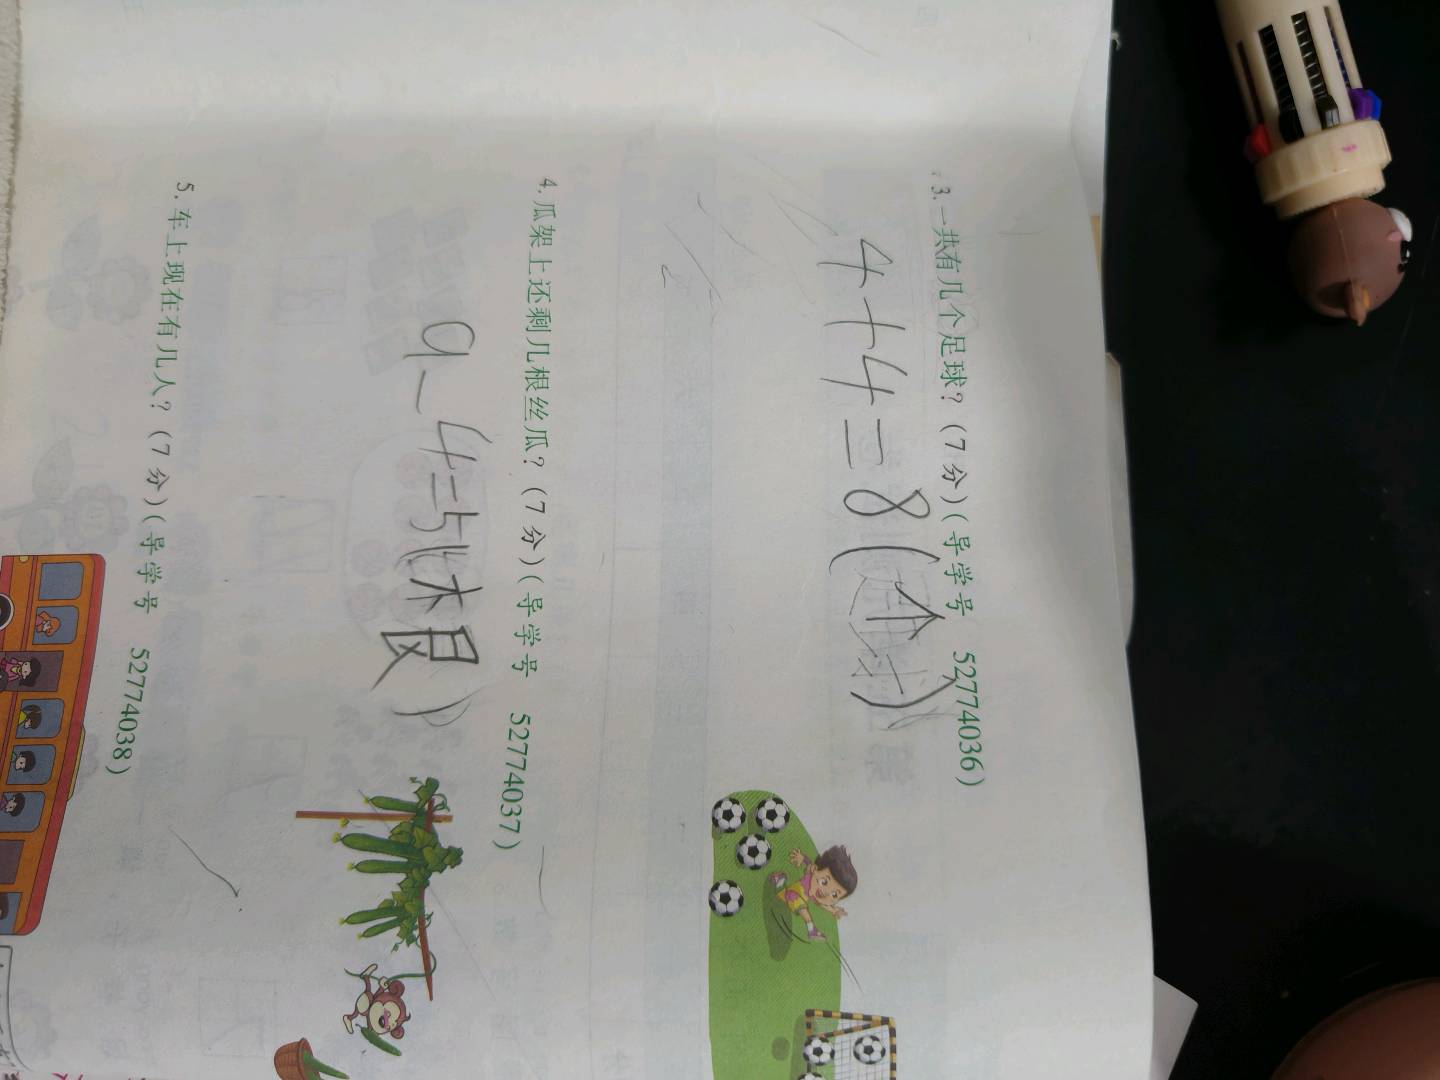 3. 一共有几个足球？（7分）（导学号 52774036）
4+4=8(个)
4. 瓜架上还剩几根丝瓜？（7分）（导学号 52774037）
9-4=5(根)
5. 车上现在有几人？（7分）（导学号 52774038）